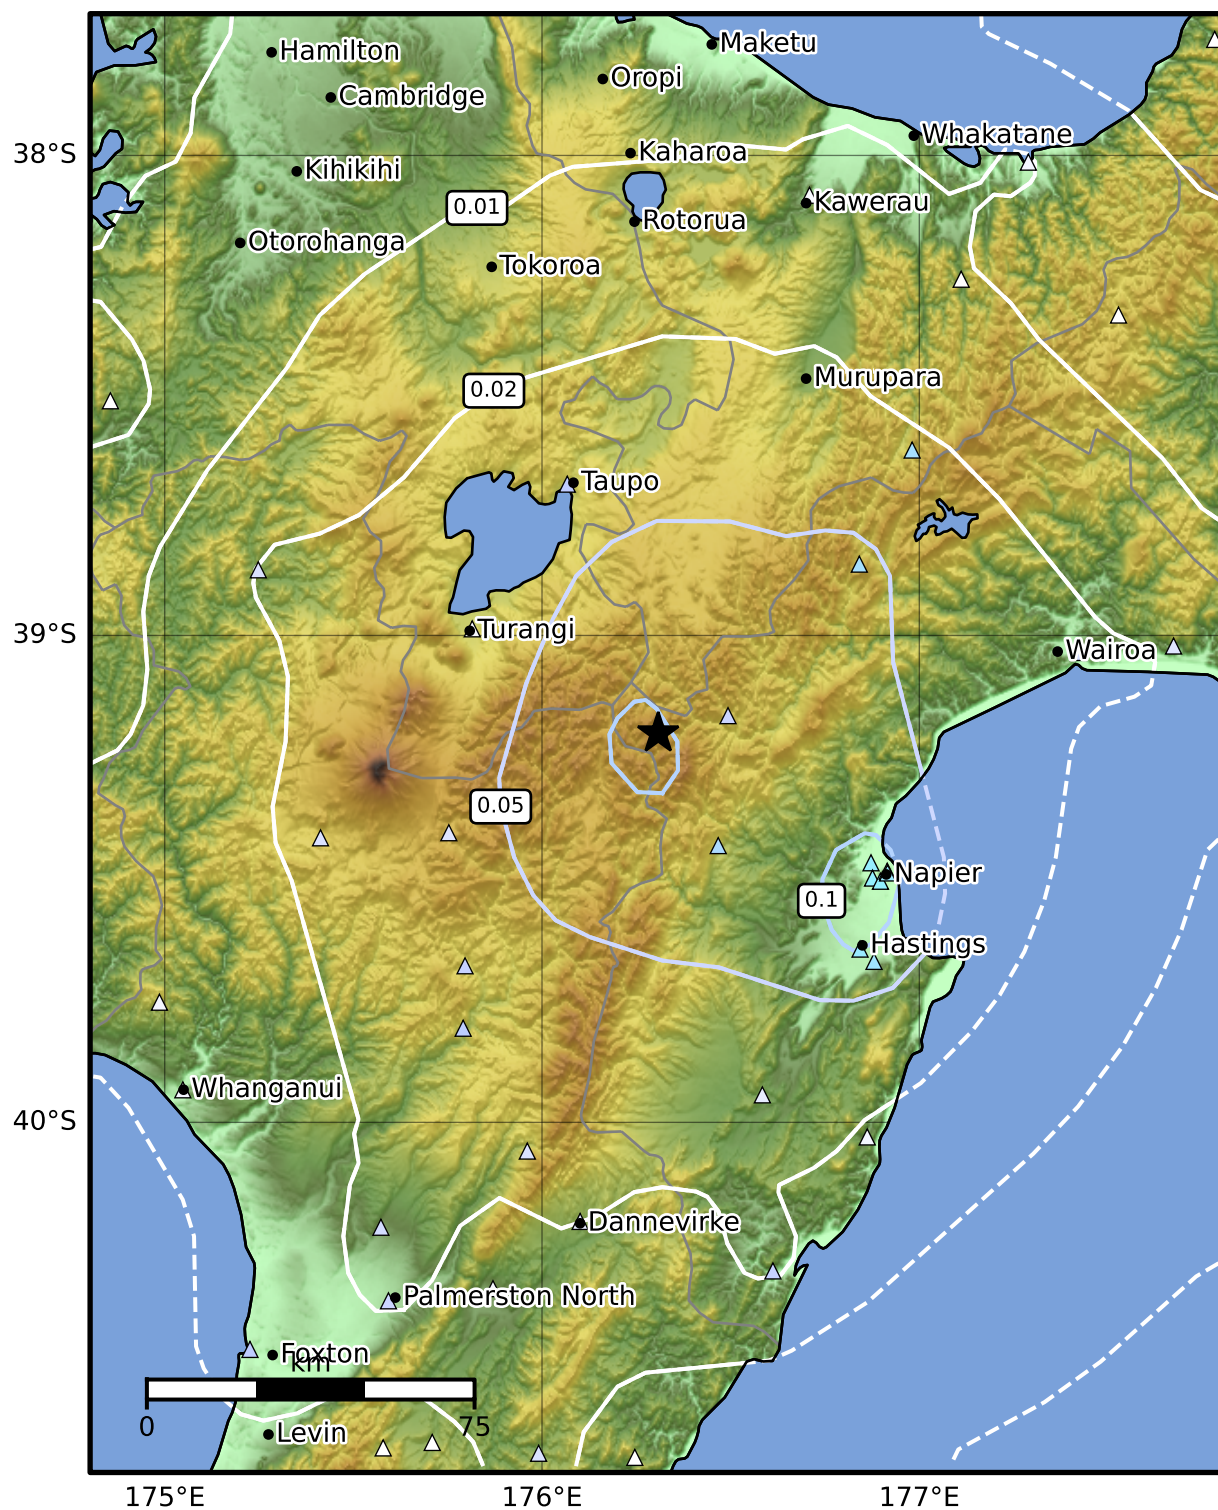 Hamilton
Maketu
Oropi
Cambridge
Whakatane
38°S
Kaharoa
Kihikihi
Kawerau
0.01
Rotorua
Otorohanga
Tokoroa
Murupara
0.02
Taupo
Turangi
39°S
Wairoa
0.05
Napier
0.1
Hastings
Whanganui
40°S
Dannevirke
Palmerston North
Foxton
km
0
75
Levin
175°E
176°E
177°E